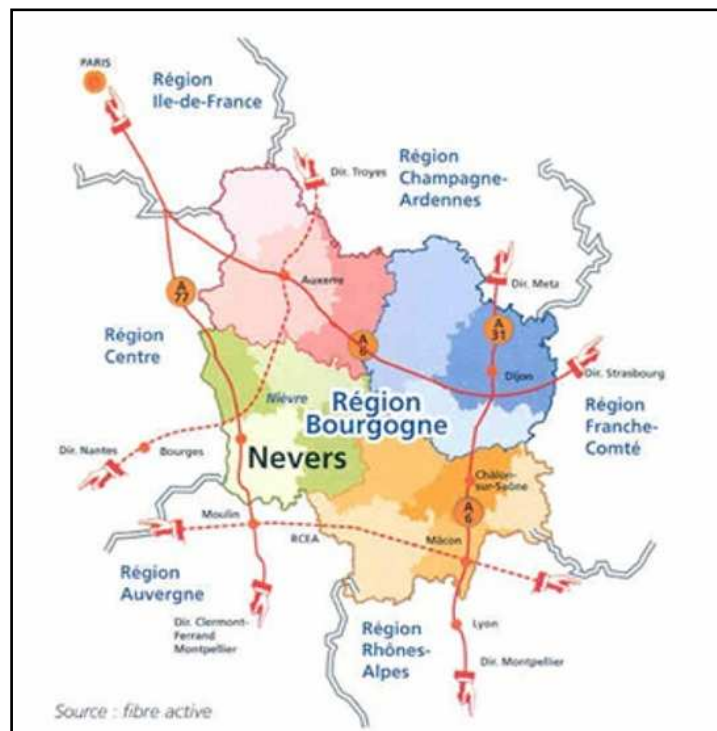 PARIS
Région
Ile-de-France
Dir. Troyes
Région
Champagne-
Ardennes
Auxerre
A
77
Dir. Metz
A
31
Région
Centre
A
6
Dijon
Dir. Strasbourg
Nièvre
Région
Bourgogne
Région
Franche-
Comté
Dir. Nantes
Bourges
Nevers
Châlon-
sur-Saône
A
6
Moulin
BCEA
Mâcon
Région
Auvergne
Dir. Clermont-
Ferrand
Montpellier
Région
Rhônes-
Alpes
Lyon
Dir. Montpellier
Source : fibre active